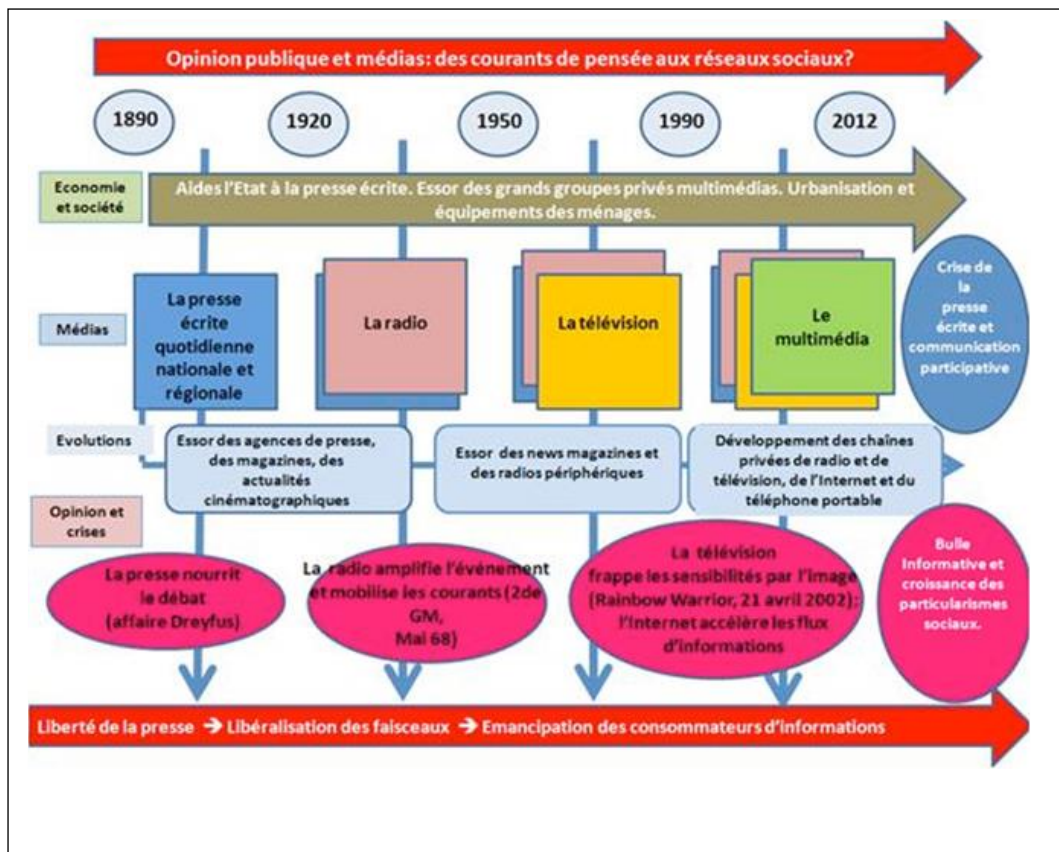 Opinion publique et médias: des courants de pensée aux réseaux sociaux?
1890
1920
1950
1990
2012
Economie
et société
Aides l'Etat à la presse écrite. Essor des grands groupes privés multimédias. Urbanisation et
équipements des ménages.
Médias
La presse
écrite
quotidienne
nationale et
régionale
La radio
La télévision
Le
multimédia
Crise de
la
presse
écrite et
communication
participative
Evolutions
Essor des agences de presse,
des magazines, des
actualités
cinématographiques
Essor des news magazines et
des radios périphériques
Développement des chaînes
privées de radio et de
télévision, de l'Internet et du
téléphone portable
Opinion et
crises
La presse nourrit
le débat
(affaire Dreyfus)
La radio amplifie l'événement
et mobilise les courants (2de
GM,
Mai 68)
La télévision
frappe les sensibilités par l'image
(Rainbow Warrior, 21 avril 2002):
l'Internet accélère les flux
d'informations
Bulle
Informative et
croissance des
particularismes
sociaux.
Liberté de la presse → Libéralisation des faisceaux → Emancipation des consommateurs d'informations